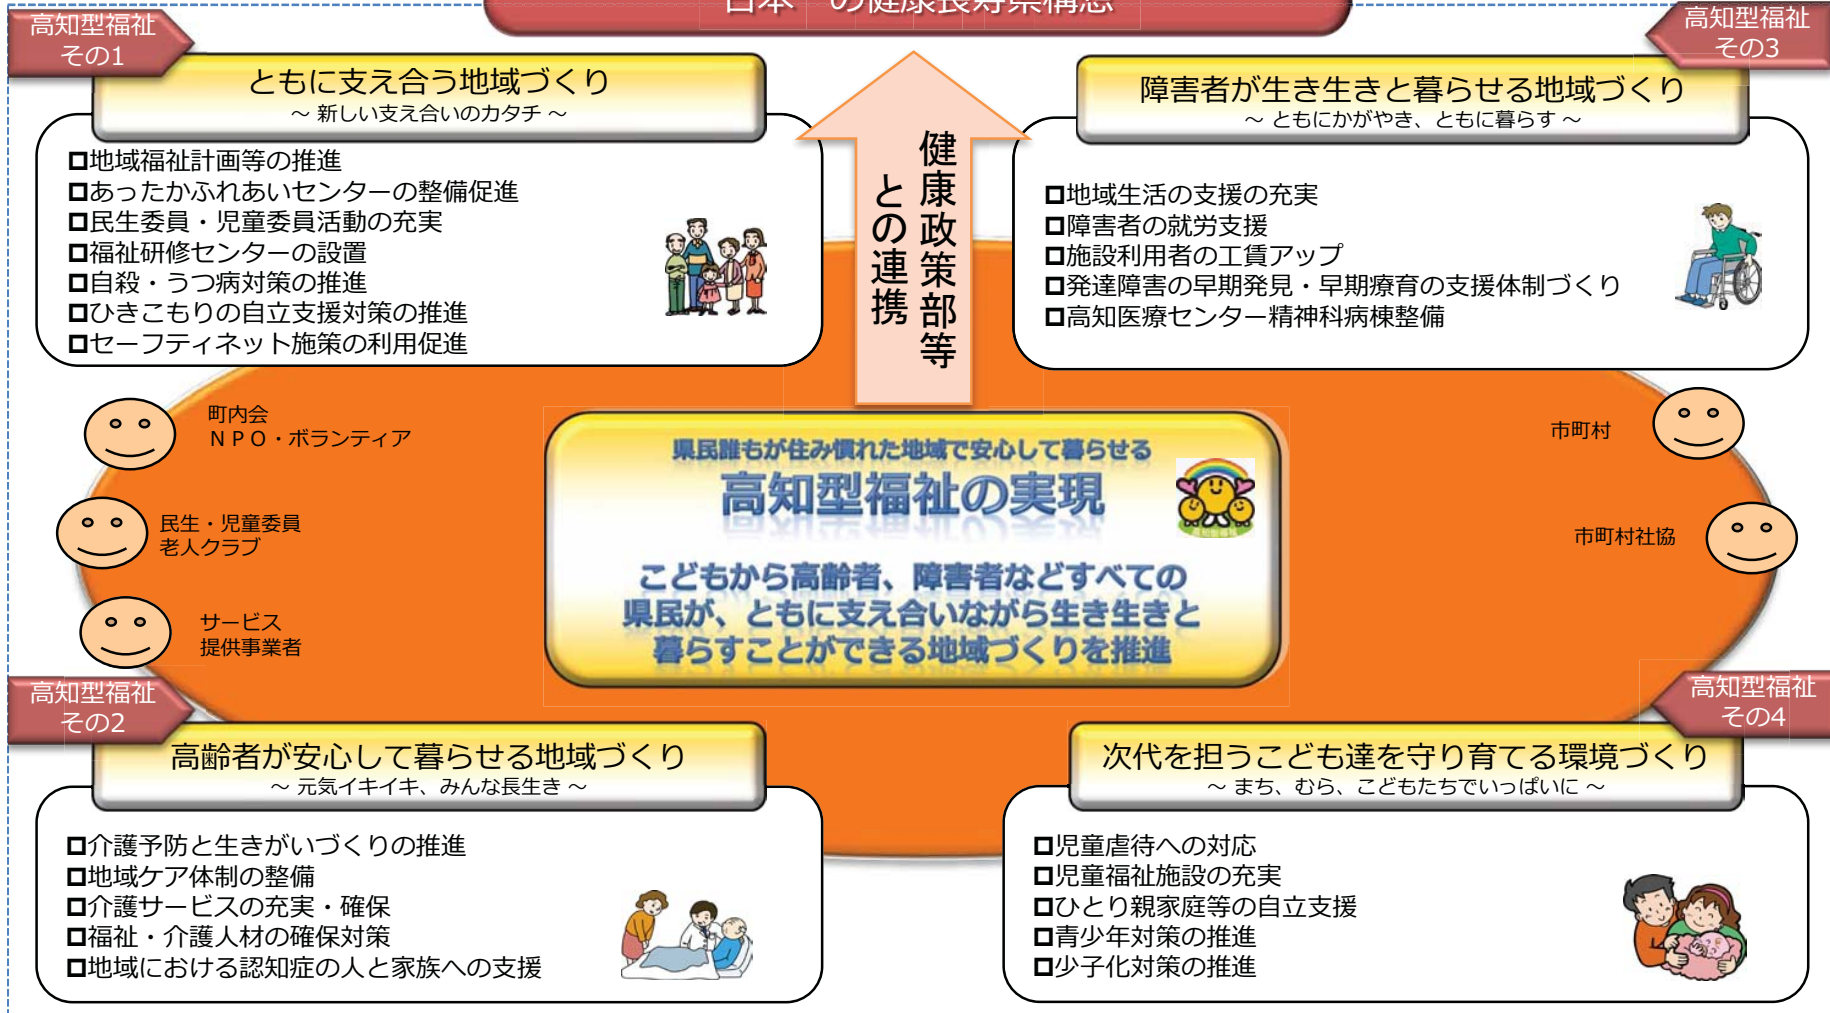 日本一の健康長寿県構想
高知型福祉
その1
ともに支え合う地域づくり
～ 新しい支え合いのカタチ ～
地域福祉計画等の推進
あったかふれあいセンターの整備促進
民生委員・児童委員活動の充実
福祉研修センターの設置
自殺・うつ病対策の推進
ひきこもりの自立支援対策の推進
セーフティネット施策の利用促進
健康政策部等
との連携
高知型福祉
その3
障害者が生き生きと暮らせる地域づくり
～ ともにかがやき、ともに暮らす ～
地域生活の支援の充実
障害者の就労支援
施設利用者の工賃アップ
発達障害の早期発見・早期療育の支援体制づくり
高知医療センター精神科病棟整備
町内会
ＮＰＯ・ボランティア
民生・児童委員
老人クラブ
サービス
提供事業者
県民誰もが住み慣れた地域で安心して暮らせる
高知型福祉の実現
こどもから高齢者、障害者などすべての
県民が、ともに支え合いながら生き生きと
暮らすことができる地域づくりを推進
市町村
市町村社協
高知型福祉
その2
高齢者が安心して暮らせる地域づくり
～ 元気イキイキ、みんな長生き ～
介護予防と生きがいづくりの推進
地域ケア体制の整備
介護サービスの充実・確保
福祉・介護人材の確保対策
地域における認知症の人と家族への支援
高知型福祉
その4
次代を担うこども達を守り育てる環境づくり
～ まち、むら、こどもたちでいっぱいに ～
児童虐待への対応
児童福祉施設の充実
ひとり親家庭等の自立支援
青少年対策の推進
少子化対策の推進